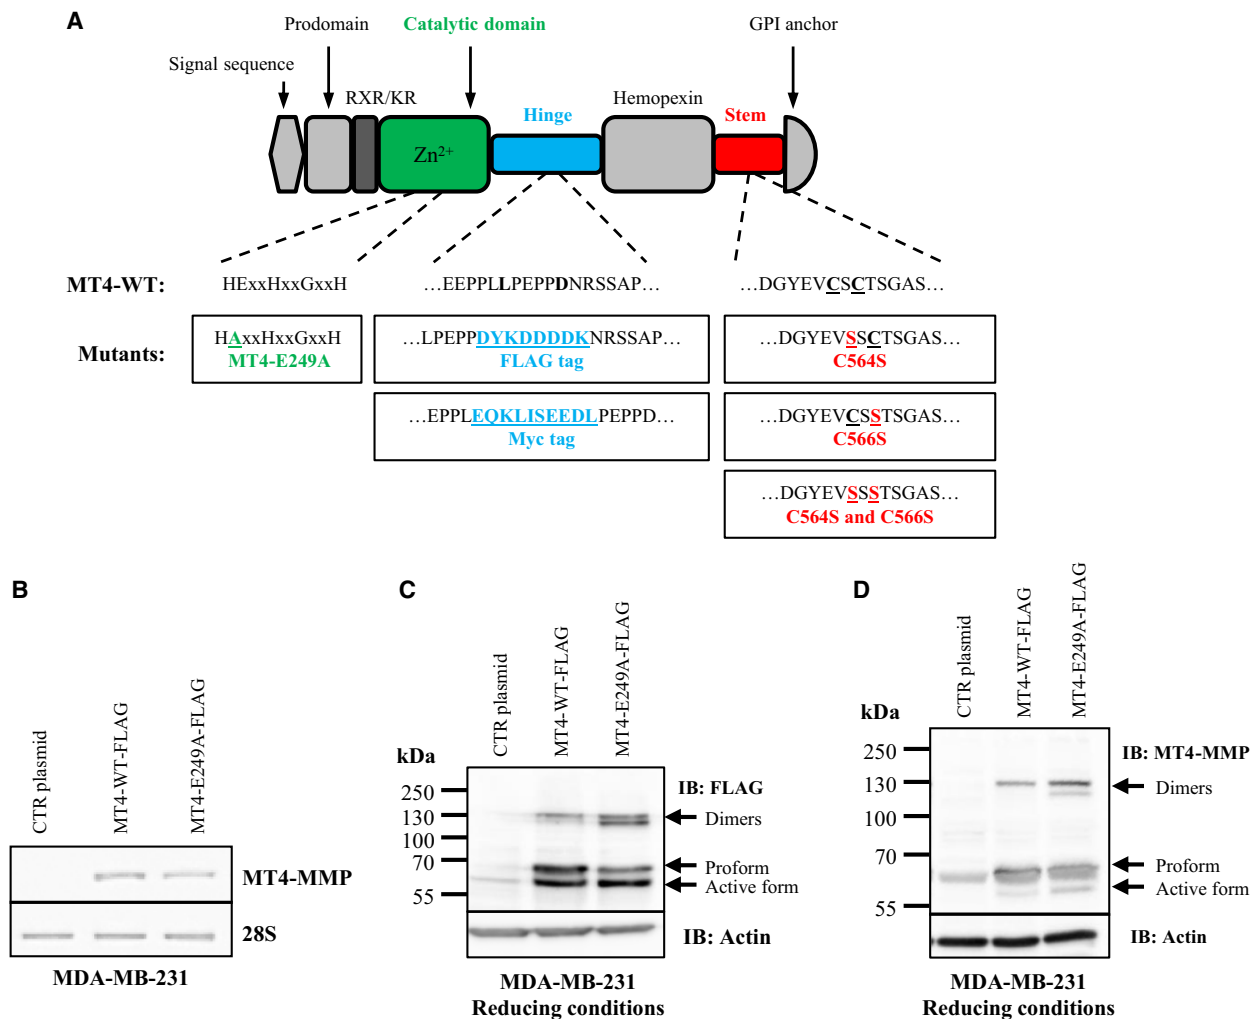 A
Prodomain
Catalytic domain
GPI anchor
Signal sequence
RXR/KR
Hinge
Hemopexin
Stem
Zn²⁺
MT4-WT:
HExxHxxGxxH
…EEPPLLPEPPDNRSSAP…
…DGYEVCSCTSGAS…
Mutants:
HAxxHxxGxxH
MT4-E249A
…LPEPPDYKDDDDKNRSSAP…
FLAG tag
…DGYEVSSCTSGAS…
C564S
…EPPLEQKLISEEDLPEPPD…
Myc tag
…DGYEVCSSTSGAS…
C566S
…DGYEVSSSTSGAS…
C564S and C566S
B
CTR plasmid
MT4-WT-FLAG
MT4-E249A-FLAG
MT4-MMP
28S
MDA-MB-231
C
CTR plasmid
MT4-WT-FLAG
MT4-E249A-FLAG
kDa
250
130
100
70
55
IB: FLAG
Dimers
Proform
Active form
IB: Actin
MDA-MB-231
Reducing conditions
D
CTR plasmid
MT4-WT-FLAG
MT4-E249A-FLAG
kDa
250
130
100
70
55
IB: MT4-MMP
Dimers
Proform
Active form
IB: Actin
MDA-MB-231
Reducing conditions